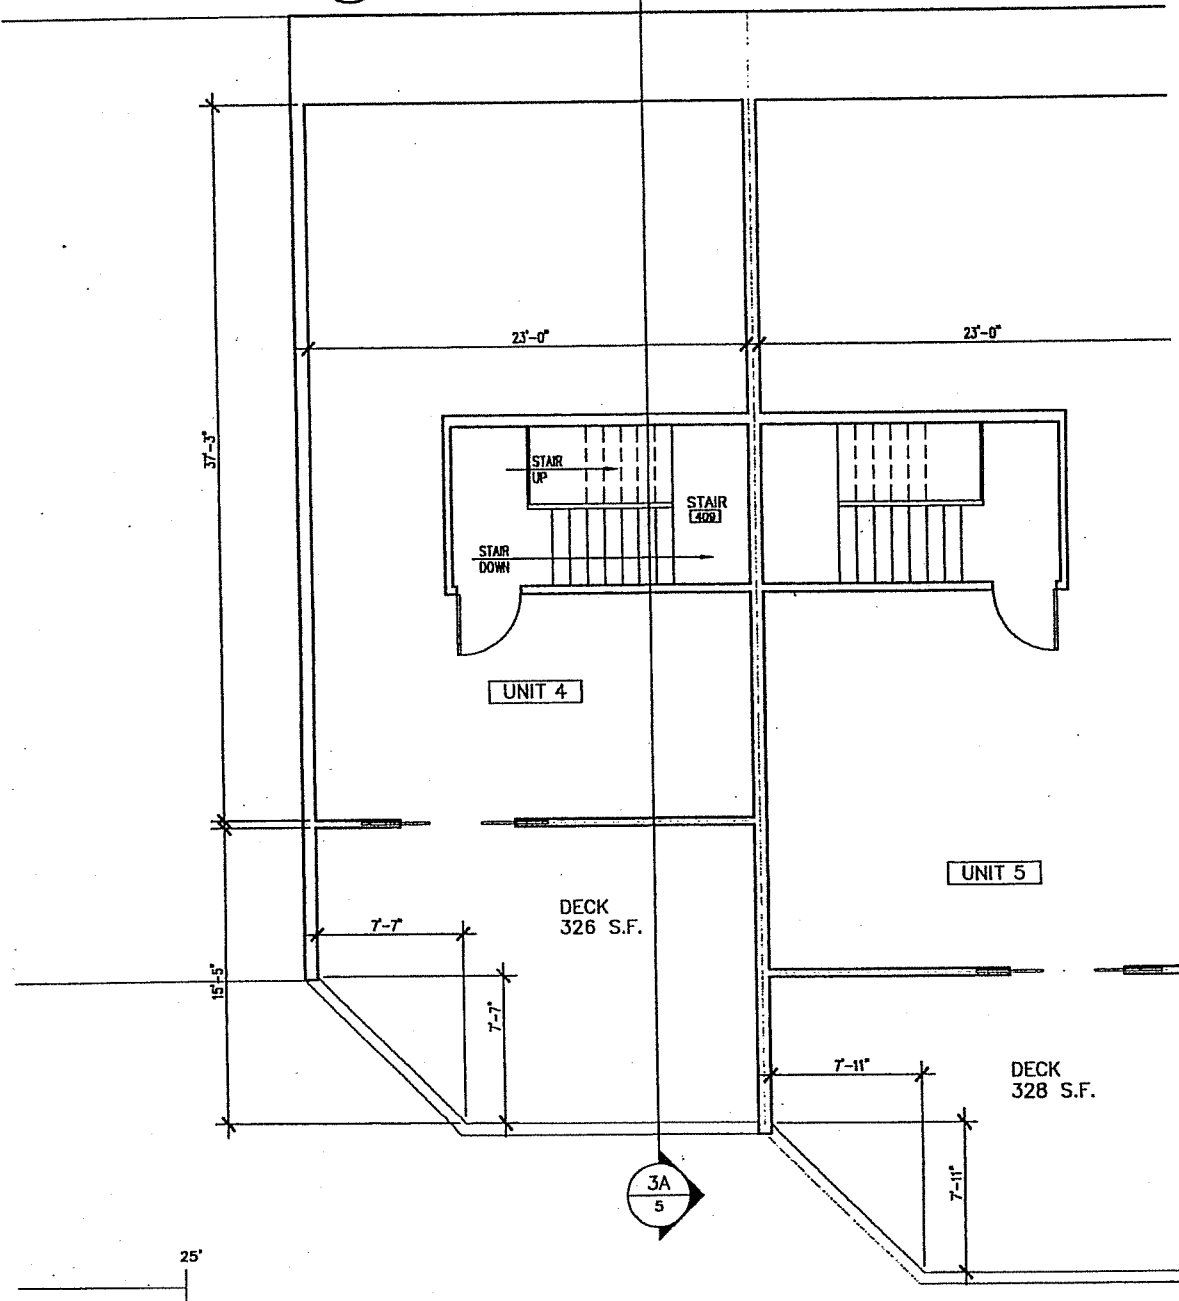 23'-0"
23'-0"
37'-3"
STAIR
UP
STAIR
409
STAIR
DOWN
UNIT 4
UNIT 5
DECK
326 S.F.
7'-7"
15'-5"
7'-7"
7'-11"
DECK
328 S.F.
7'-11"
3A
5
25'